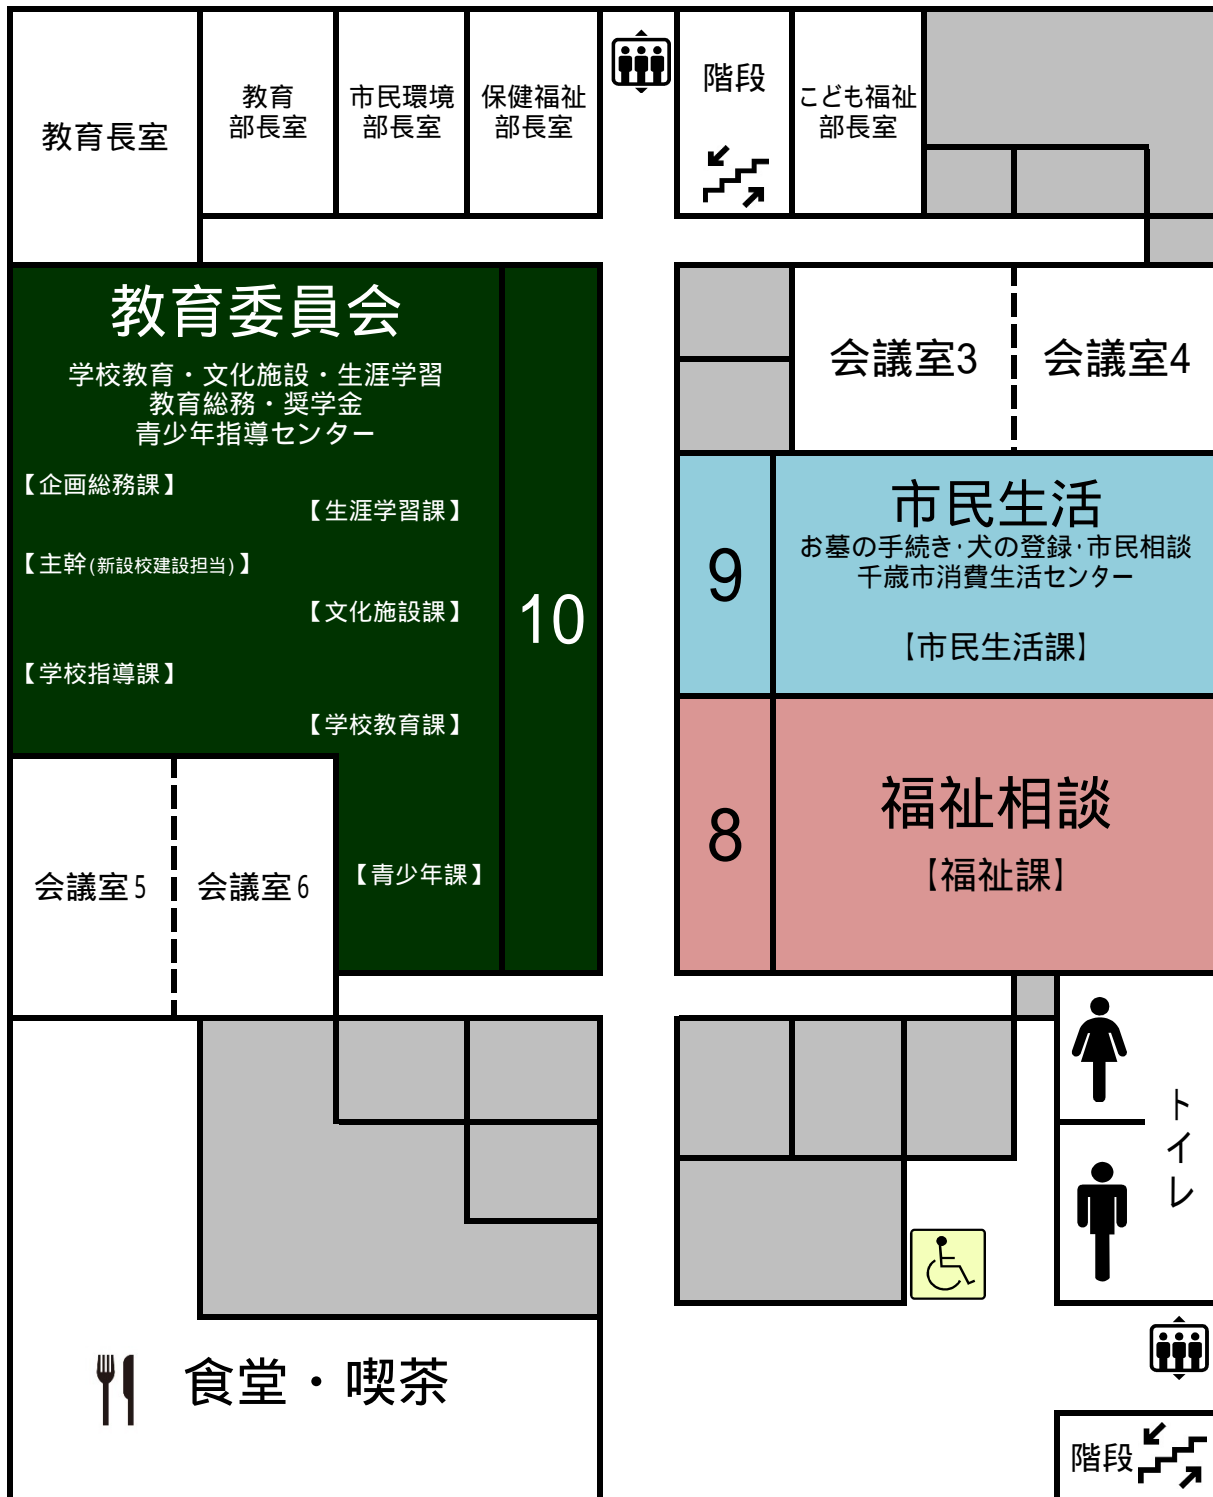 教育長室
教育
部長室
市民環境
部長室
保健福祉
部長室
階段
こども福祉
部長室
教育委員会
学校教育・文化施設・生涯学習
教育総務・奨学金
青少年指導センター
【企画総務課】
【生涯学習課】
【主幹(新設校建設担当)】
【文化施設課】
【学校指導課】
【学校教育課】
【青少年課】
10
会議室3
会議室4
9
市民生活
お墓の手続き・犬の登録・市民相談
千歳市消費生活センター
【市民生活課】
8
福祉相談
【福祉課】
会議室5
会議室6
トイレ
食堂・喫茶
階段